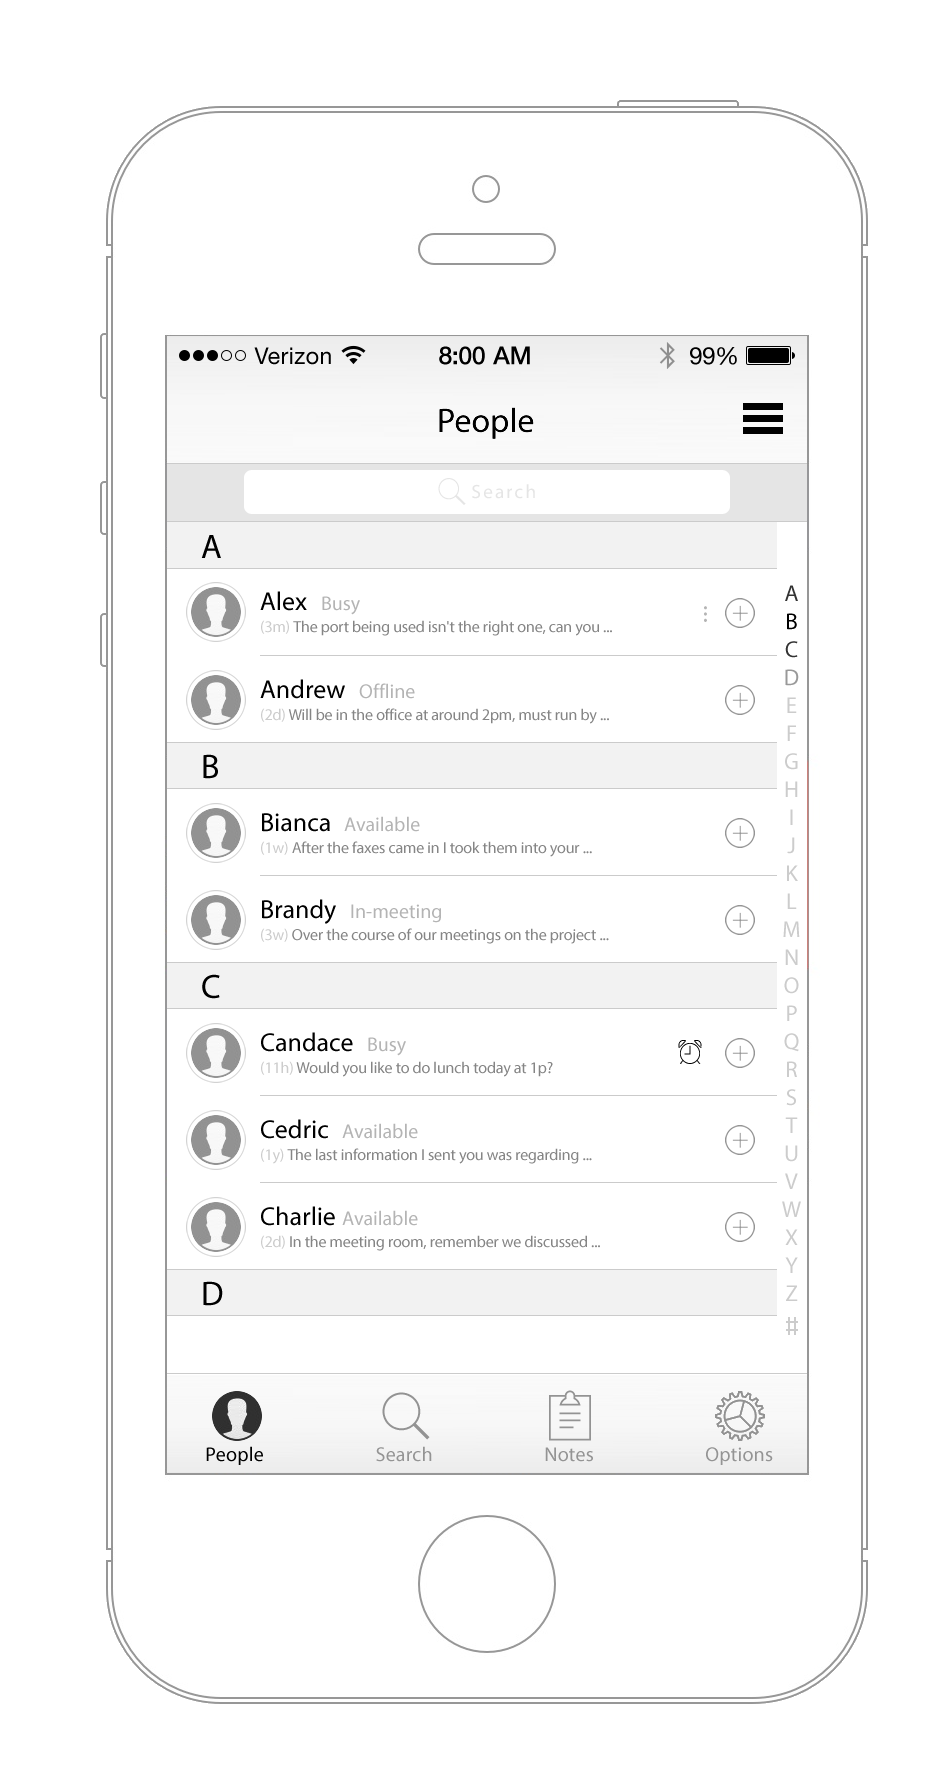 Verizon 8:00 AM 99%
People
Search
A
Alex Busy
(3m) The port being used isn't the right one, can you ...
Andrew Offline
(2d) Will be in the office at around 2pm, must run by ...
B
Bianca Available
(1w) After the faxes came in I took them into your ...
Brandy In-meeting
(3w) Over the course of our meetings on the project ...
C
Candace Busy
(11h) Would you like to do lunch today at 1p?
Cedric Available
(1y) The last information I sent you was regarding ...
Charlie Available
(2d) In the meeting room, remember we discussed ...
D
A
B
C
D
E
F
G
H
I
J
K
L
M
N
O
P
Q
R
S
T
U
V
W
X
Y
Z
#
People Search Notes Options